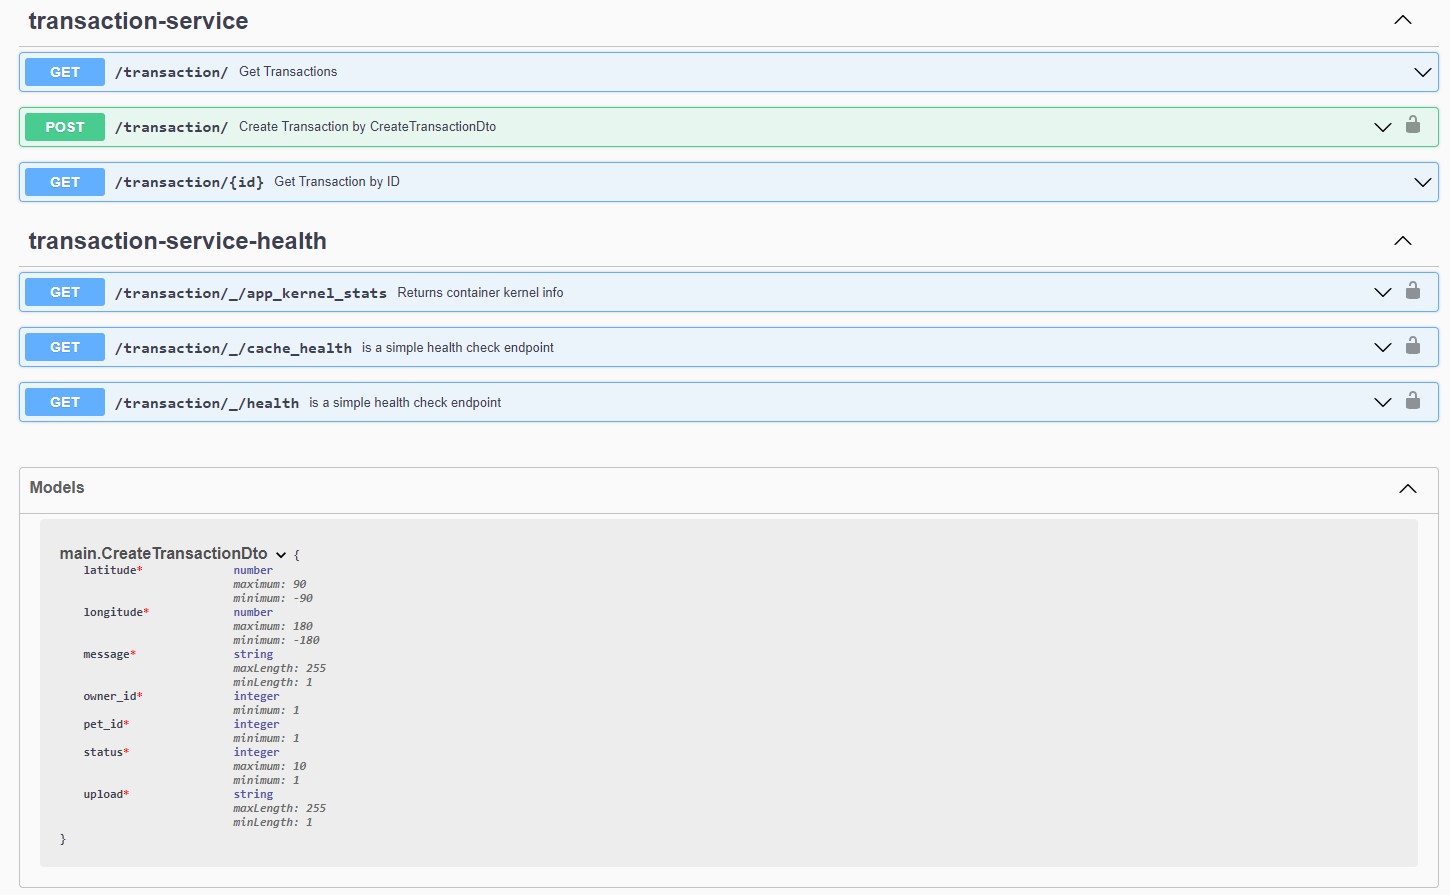 transaction-service
GET /transaction/ Get Transactions
POST /transaction/ Create Transaction by CreateTransactionDto
GET /transaction/{id} Get Transaction by ID
transaction-service-health
GET /transaction/_/app_kernel_stats Returns container kernel info
GET /transaction/_/cache_health is a simple health check endpoint
GET /transaction/_/health is a simple health check endpoint
Models
main.CreateTransactionDto {
latitude* number
maximum: 90
minimum: -90
longitude* number
maximum: 180
minimum: -180
message* string
maxLength: 255
minLength: 1
owner_id* integer
minimum: 1
pet_id* integer
minimum: 1
status* integer
maximum: 10
minimum: 1
upload* string
maxLength: 255
minLength: 1
}